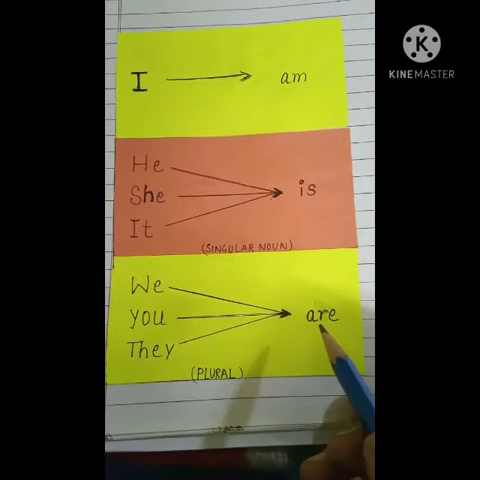 KINEMASTER
I am
He
She is
It
(SINGULAR NOUN)
We
YOU are
They
(PLURAL)